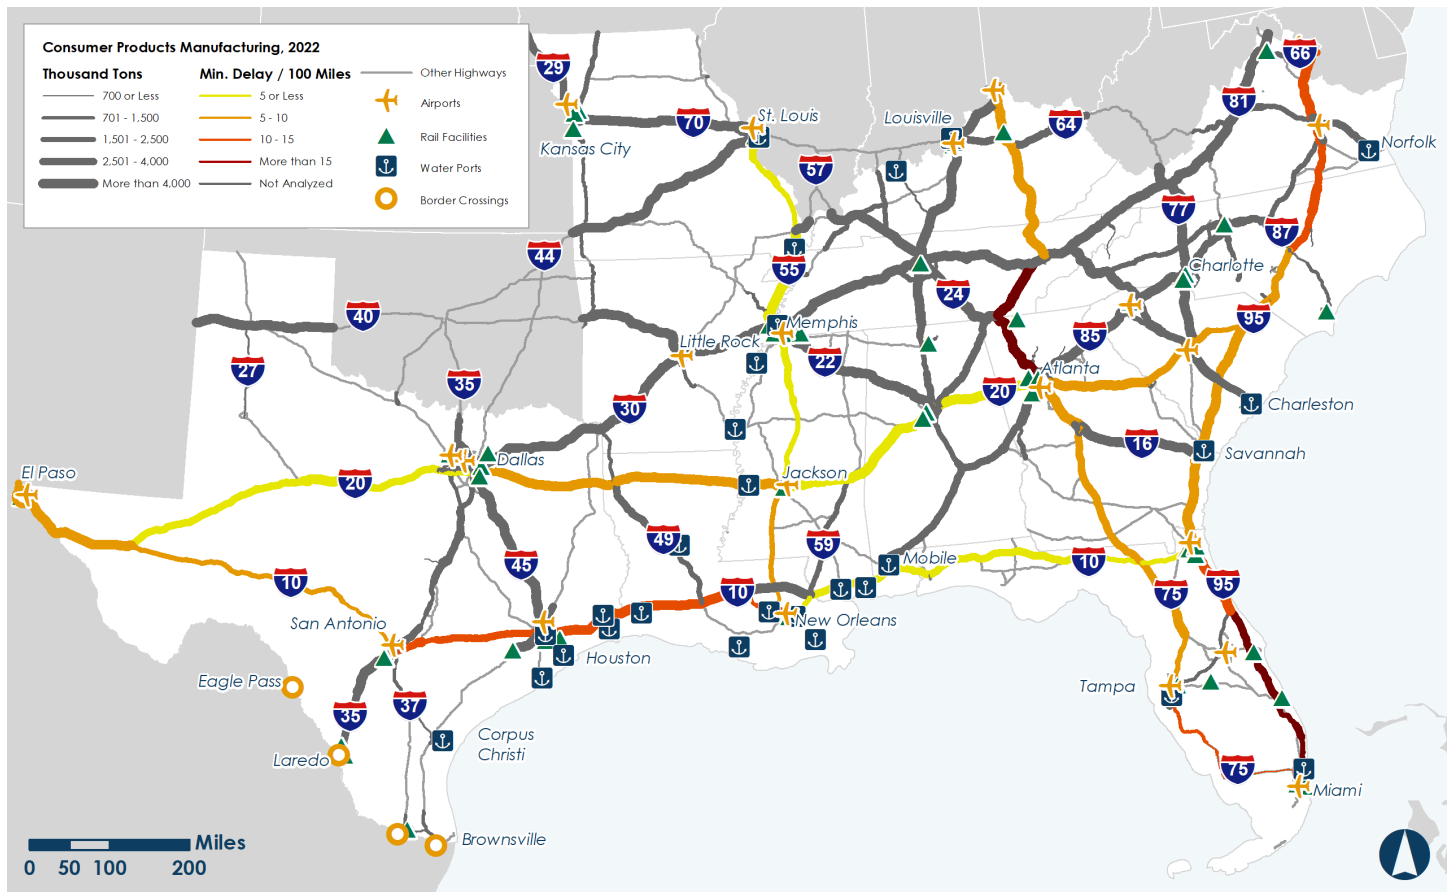 Consumer Products Manufacturing, 2022
Thousand Tons
Min. Delay / 100 Miles
700 or Less
701 - 1,500
1,501 - 2,500
2,501 - 4,000
More than 4,000
5 or Less
5 - 10
10 - 15
More than 15
Not Analyzed
Other Highways
Airports
Rail Facilities
Water Ports
Border Crossings
29
70
Kansas City
St. Louis
57
Louisville
64
81
66
Norfolk
77
87
44
55
24
Charlotte
40
Memphis
Little Rock
22
85
95
27
35
30
20
Atlanta
Charleston
16
Savannah
El Paso
20
Dallas
Jackson
49
59
45
10
10
Mobile
10
75
95
San Antonio
New Orleans
Houston
Eagle Pass
35
37
Tampa
Laredo
Corpus
Christi
75
Miami
Brownsville
Miles
0 50 100 200